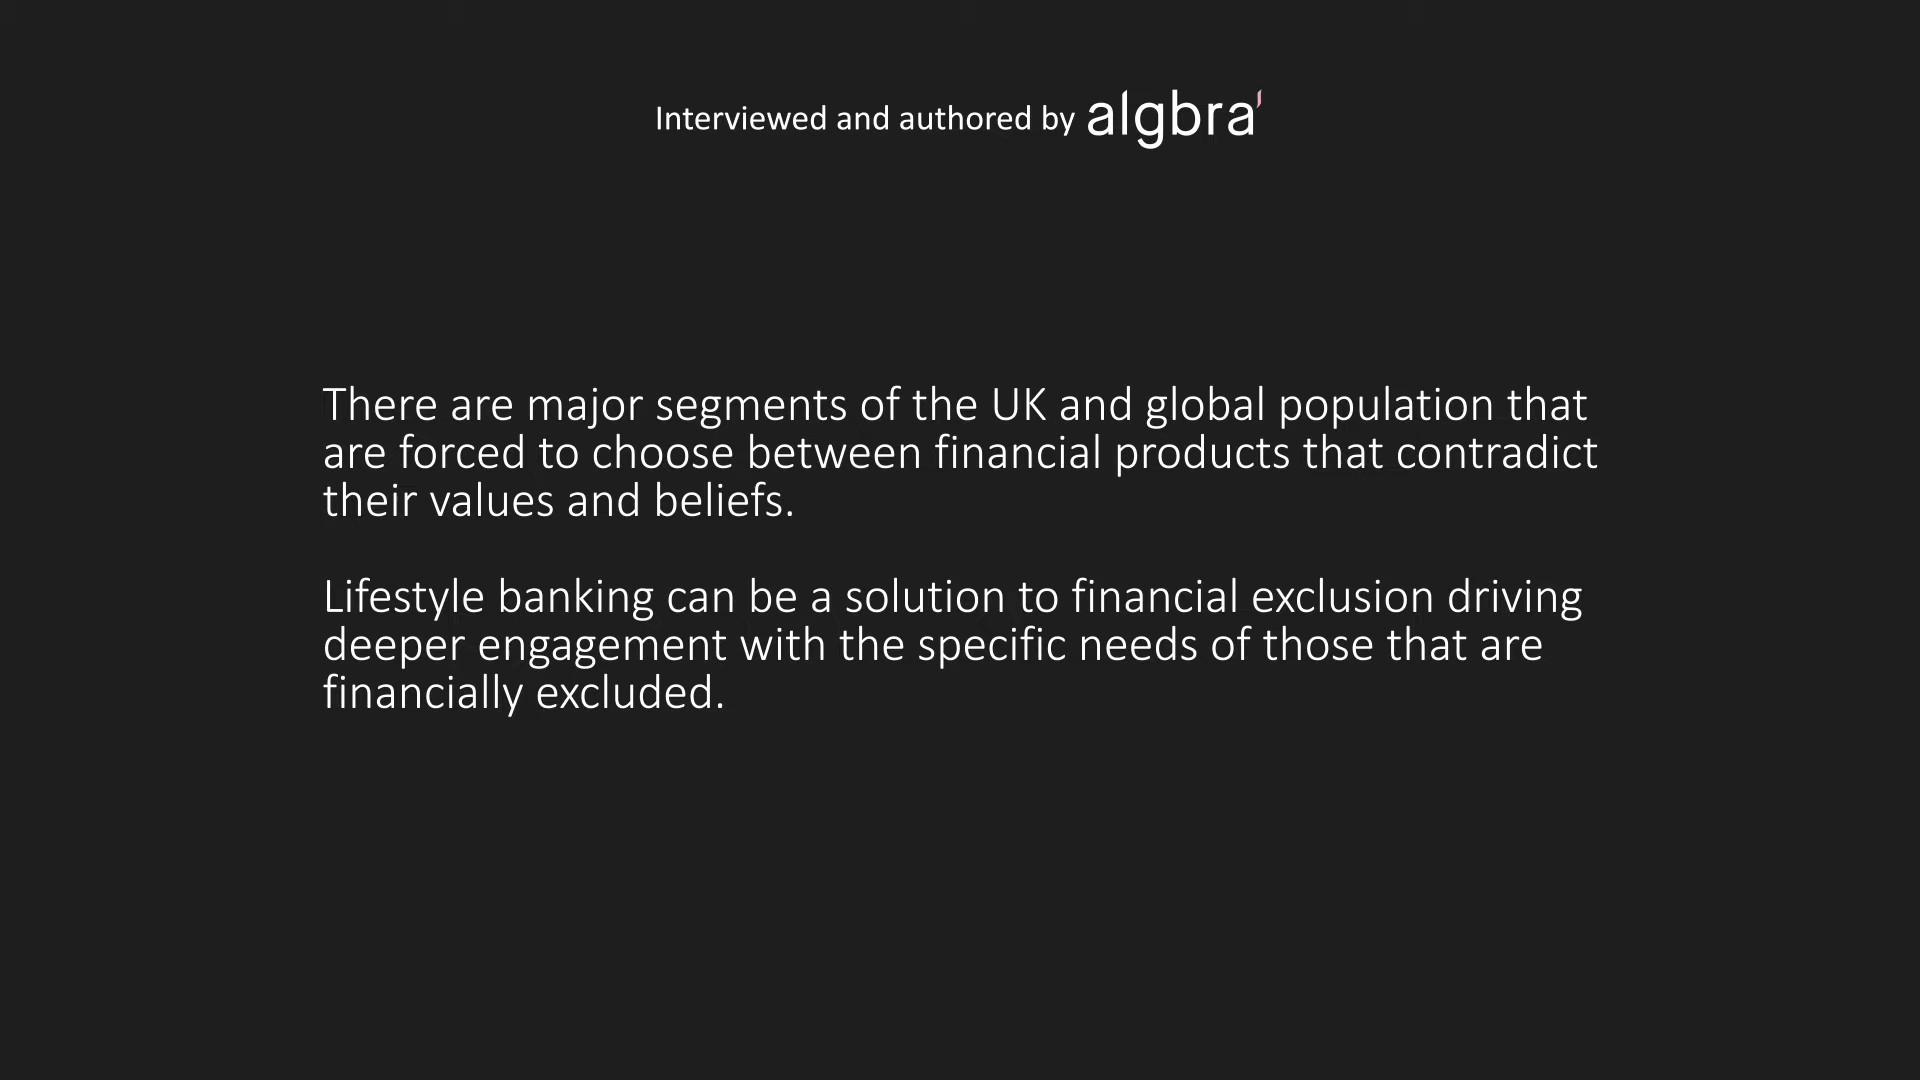 Interviewed and authored by algbra
There are major segments of the UK and global population that
are forced to choose between financial products that contradict
their values and beliefs.
Lifestyle banking can be a solution to financial exclusion driving
deeper engagement with the specific needs of those that are
financially excluded.